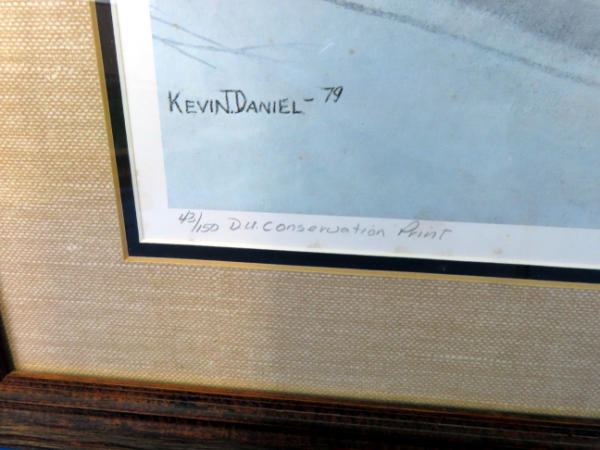 KEVIN J. DANIEL - 79
43/150 D.U. Conservation Print